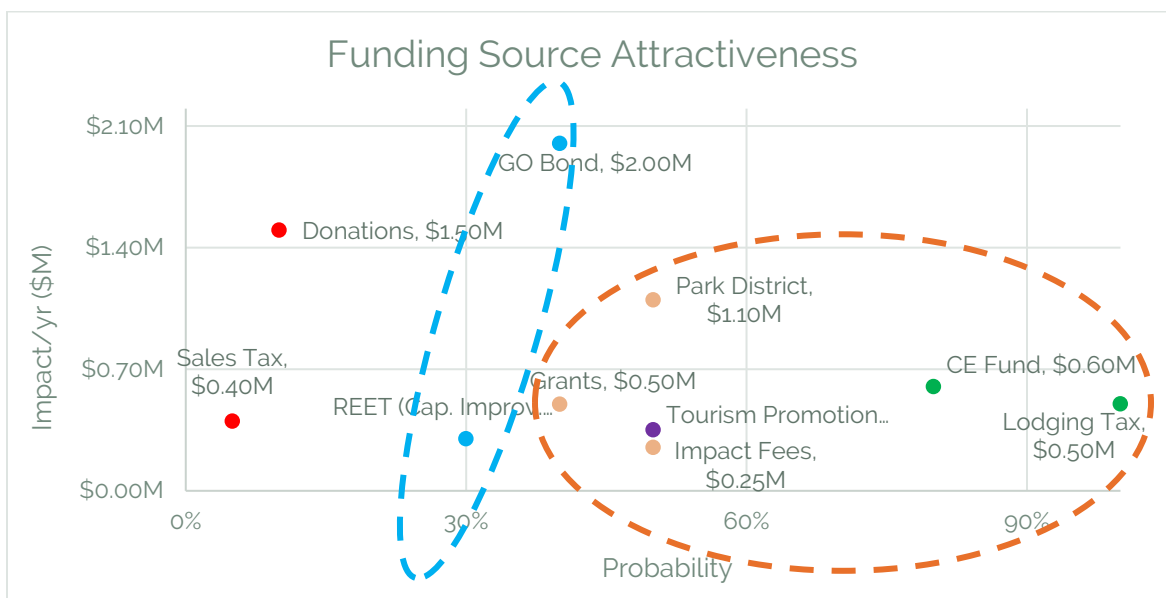 Funding Source Attractiveness
$2.10M
GO Bond, $2.00M
Donations, $1.50M
$1.40M
Impact/yr ($M)
Park District,
$1.10M
Sales Tax,
$0.40M
$0.70M
CE Fund, $0.60M
Grants, $0.50M
REET (Cap. Improv.…
Tourism Promotion…
Lodging Tax,
$0.50M
Impact Fees,
$0.25M
$0.00M
0%
30%
60%
90%
Probability